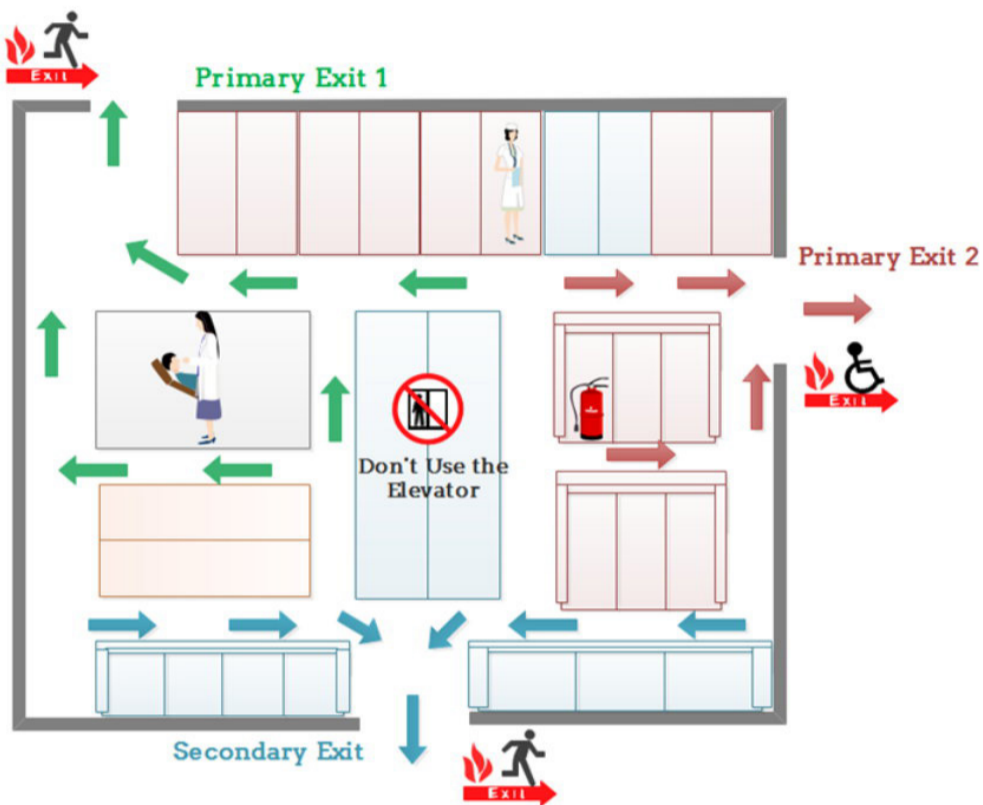 Exit
Primary Exit 1
Primary Exit 2
Exit
Don't Use the
Elevator
Secondary Exit
Exit